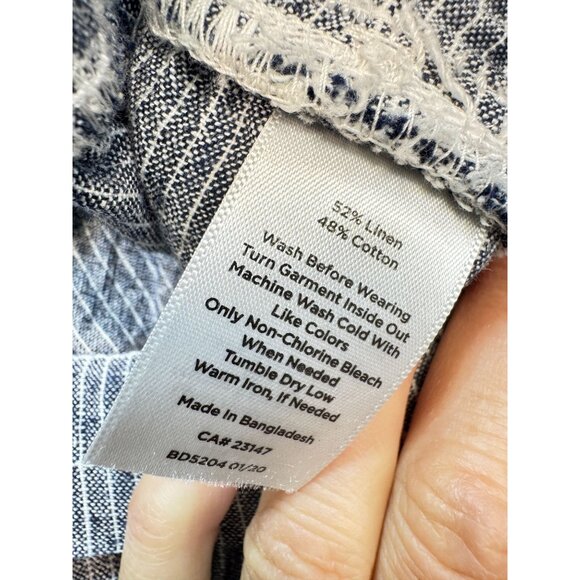 52% Linen
48% Cotton
Wash Before Wearing
Turn Garment Inside Out
Machine Wash Cold With
Like Colors
Only Non-Chlorine Bleach
When Needed
Tumble Dry Low
Warm Iron, If Needed
Made In Bangladesh
CA# 23147
BD5204 01/20